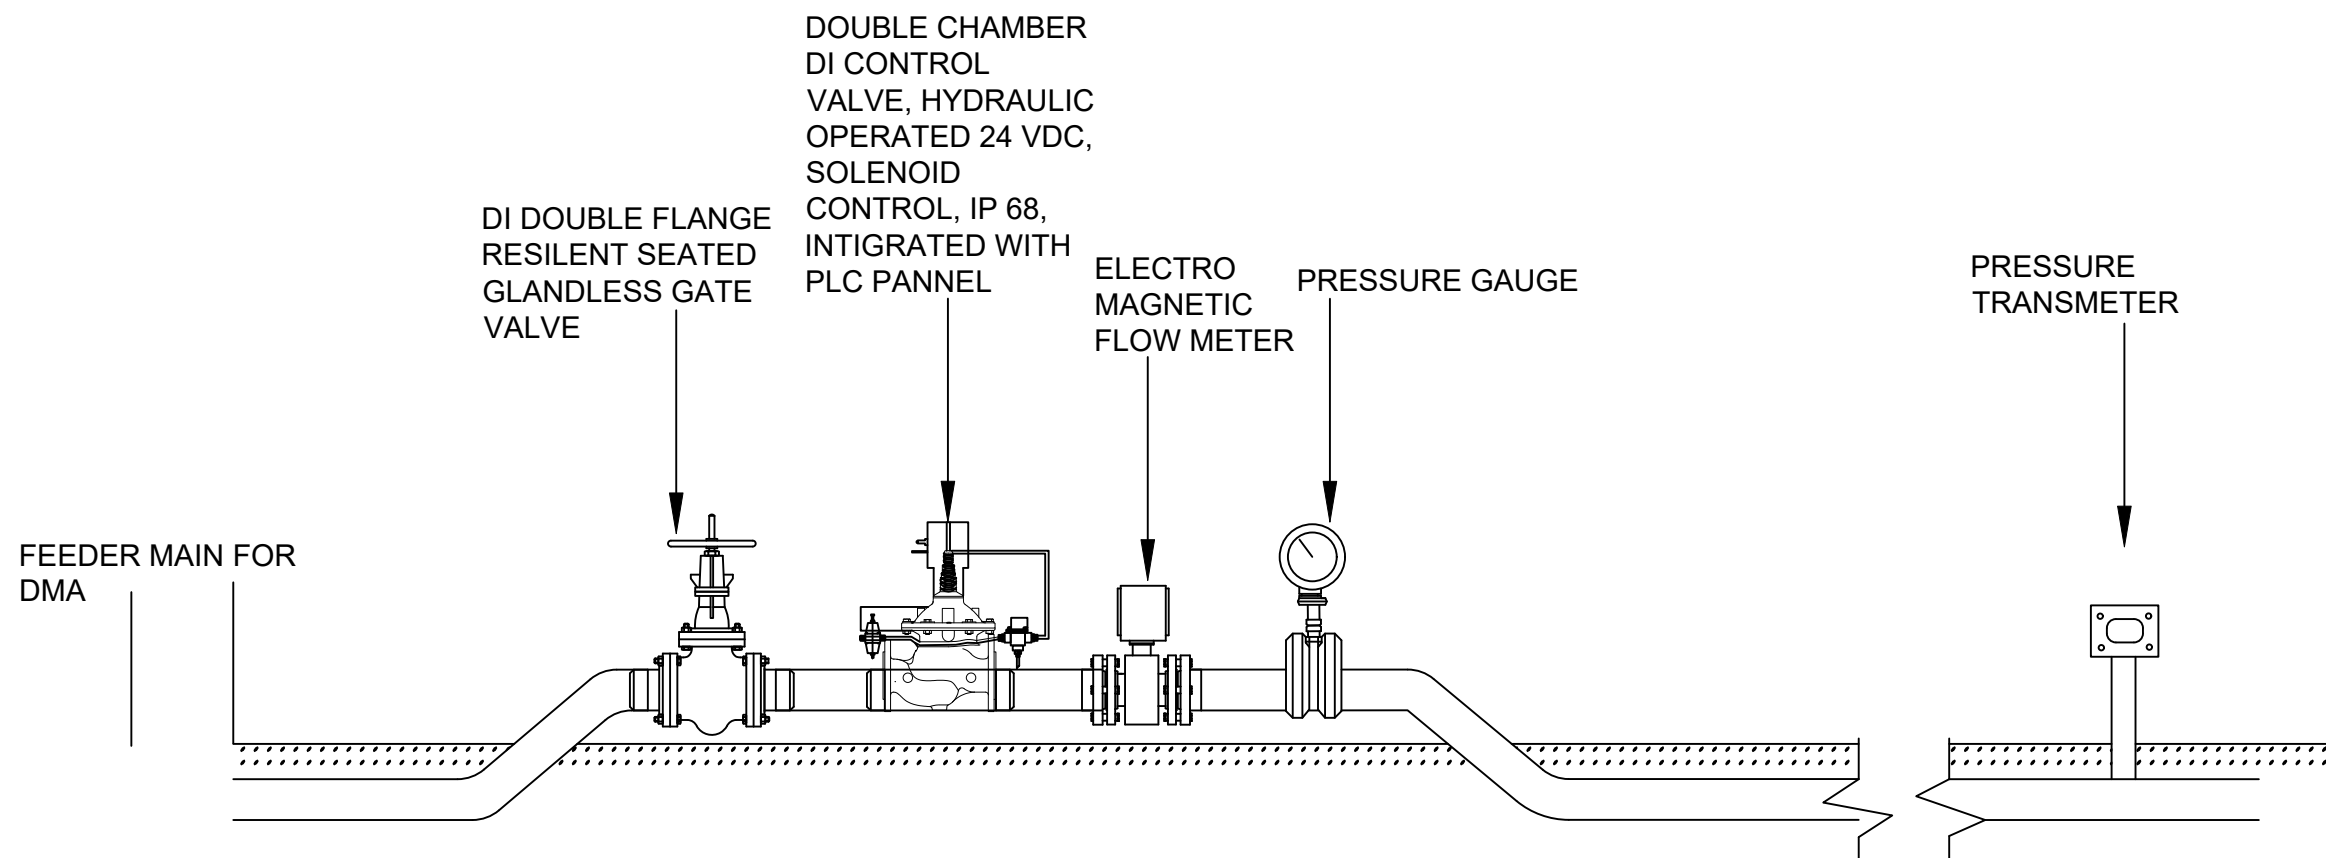 DOUBLE CHAMBER
DI CONTROL
VALVE, HYDRAULIC
OPERATED 24 VDC,
SOLENOID
CONTROL, IP 68,
INTIGRATED WITH
PLC PANNEL
DI DOUBLE FLANGE
RESILENT SEATED
GLANDLESS GATE
VALVE
ELECTRO
MAGNETIC
FLOW METER
PRESSURE GAUGE
PRESSURE
TRANSMETER
FEEDER MAIN FOR
DMA